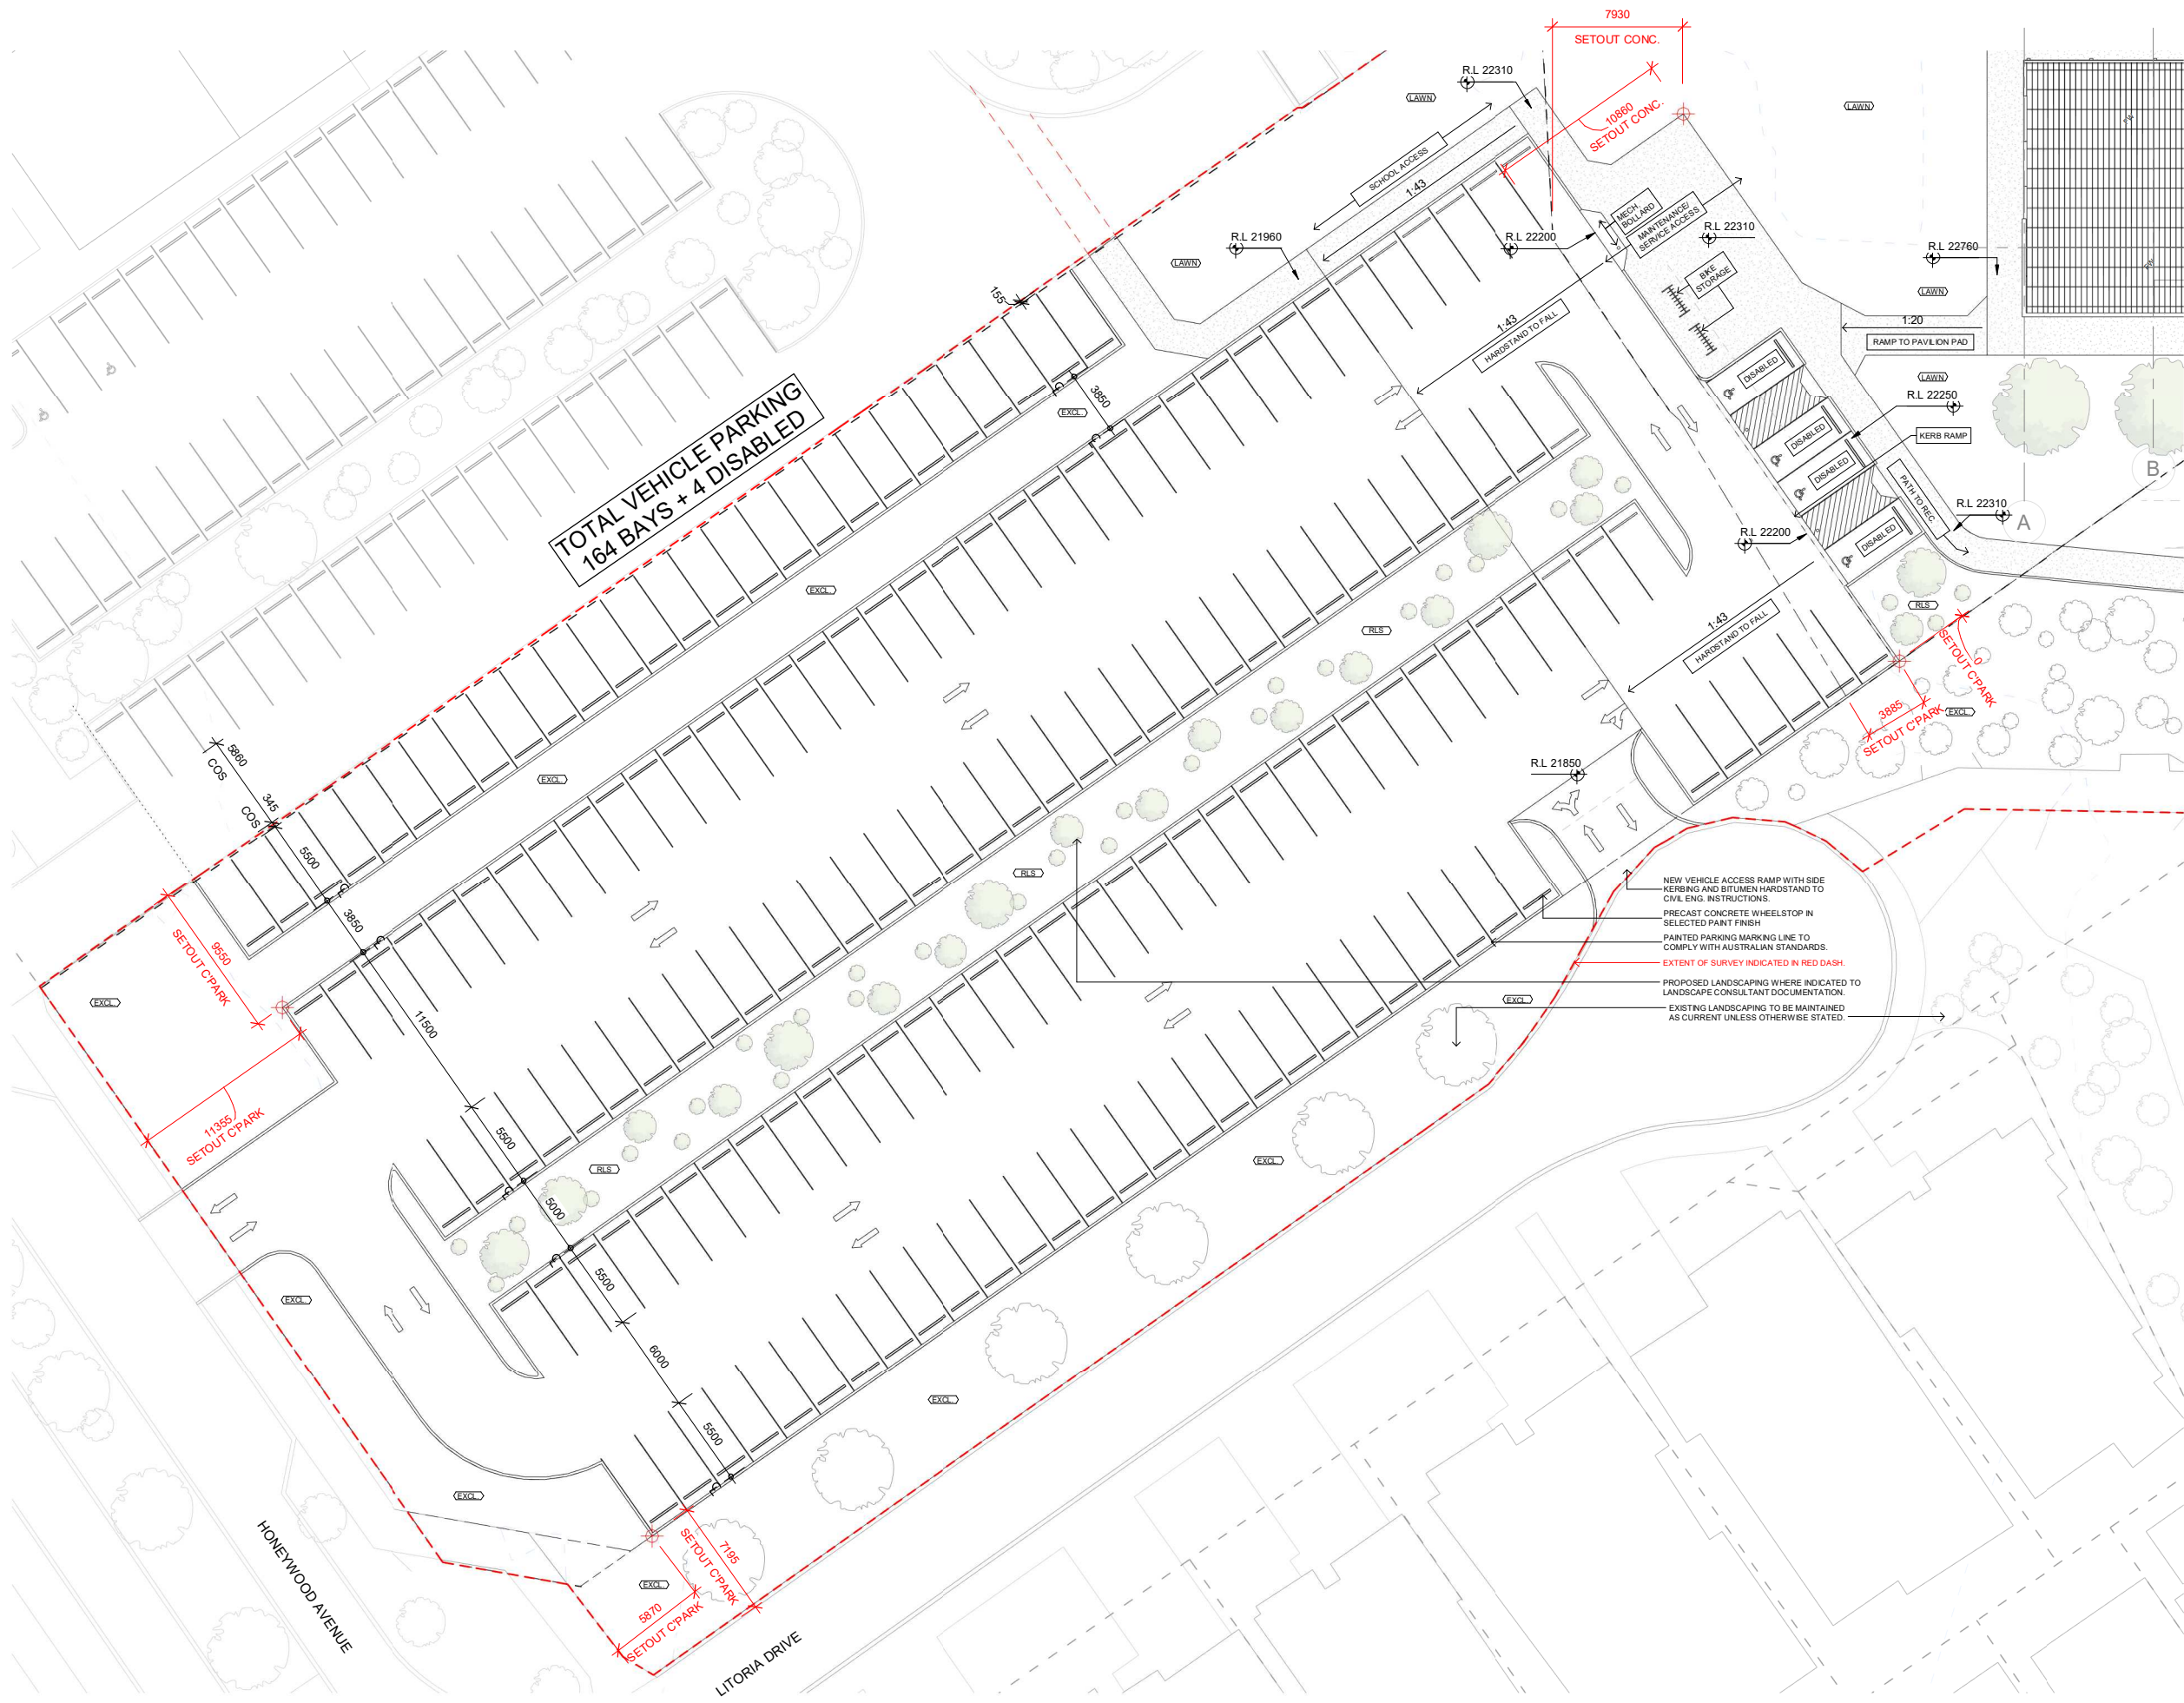 7930
SETOUT CONC.
R.L 22310
LAWN
10860
SETOUT CONC.
LAWN
SCHOOL ACCESS
1:43
MECH.
BOLLARD
MAINTENANCE/
SERVICE ACCESS
R.L 22310
R.L 21960
R.L 22200
R.L 22760
LAWN
BIKE
STORAGE
LAWN
155
1:43
HARDSTAND TO FALL
1:20
RAMP TO PAVILION PAD
DISABLED
LAWN
R.L 22250
TOTAL VEHICLE PARKING
164 BAYS + 4 DISABLED
3850
EXCL.
DISABLED
KERB RAMP
DISABLED
B
PATH TO REC.
R.L 22310
A
R.L 22200
DISABLED
EXCL.
RLS
RLS
1:43
HARDSTAND TO FALL
0
SETOUT C'PARK
3885
SETOUT C'PARK
EXCL.
5860
COS
345
COS
EXCL.
R.L 21850
5500
3850
RLS
NEW VEHICLE ACCESS RAMP WITH SIDE
KERBING AND BITUMEN HARDSTAND TO
CIVIL ENG. INSTRUCTIONS.
PRECAST CONCRETE WHEELSTOP IN
SELECTED PAINT FINISH
PAINTED PARKING MARKING LINE TO
COMPLY WITH AUSTRALIAN STANDARDS.
EXTENT OF SURVEY INDICATED IN RED DASH.
PROPOSED LANDSCAPING WHERE INDICATED TO
LANDSCAPE CONSULTANT DOCUMENTATION.
EXISTING LANDSCAPING TO BE MAINTAINED
AS CURRENT UNLESS OTHERWISE STATED.
9550
SETOUT C'PARK
EXCL.
EXCL.
11500
11355
SETOUT C'PARK
5500
RLS
EXCL.
5000
5500
EXCL.
6000
EXCL.
5500
EXCL.
HONEYWOOD AVENUE
7195
SETOUT C'PARK
EXCL.
5870
SETOUT C'PARK
LITORIA DRIVE